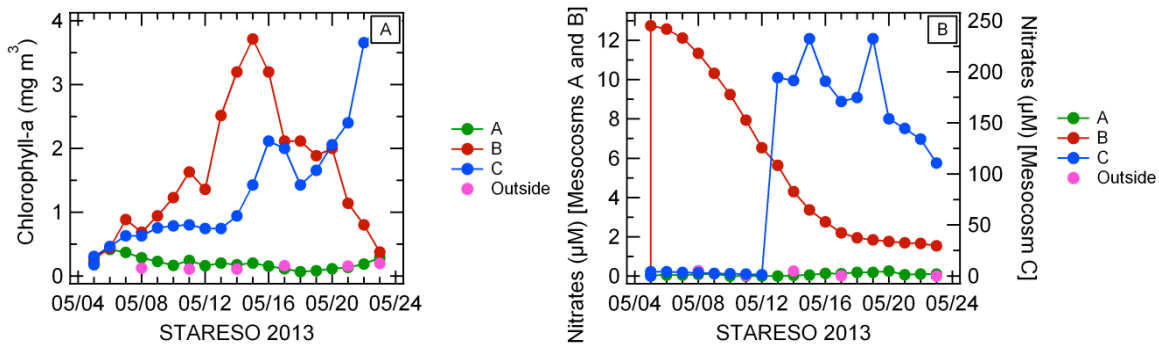 A
Chlorophyll-a (mg m3)
4
3
2
1
0
05/04 05/08 05/12 05/16 05/20 05/24
STARESO 2013
A
B
C
Outside
B
Nitrates (µM) [Mesocosms A and B]
12
10
8
6
4
2
0
250
200
150
100
50
0
Nitrates (µM) [Mesocosm C]
05/04 05/08 05/12 05/16 05/20 05/24
STARESO 2013
A
B
C
Outside